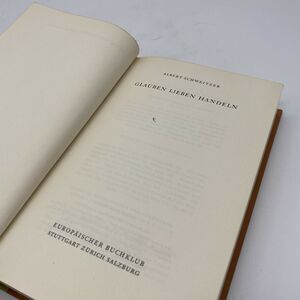 ALBERT SCHWEITZER
GLAUBEN LIEBEN HANDELN
EUROPÄISCHER BUCHKLUB
STUTTGART ZÜRICH SALZBURG